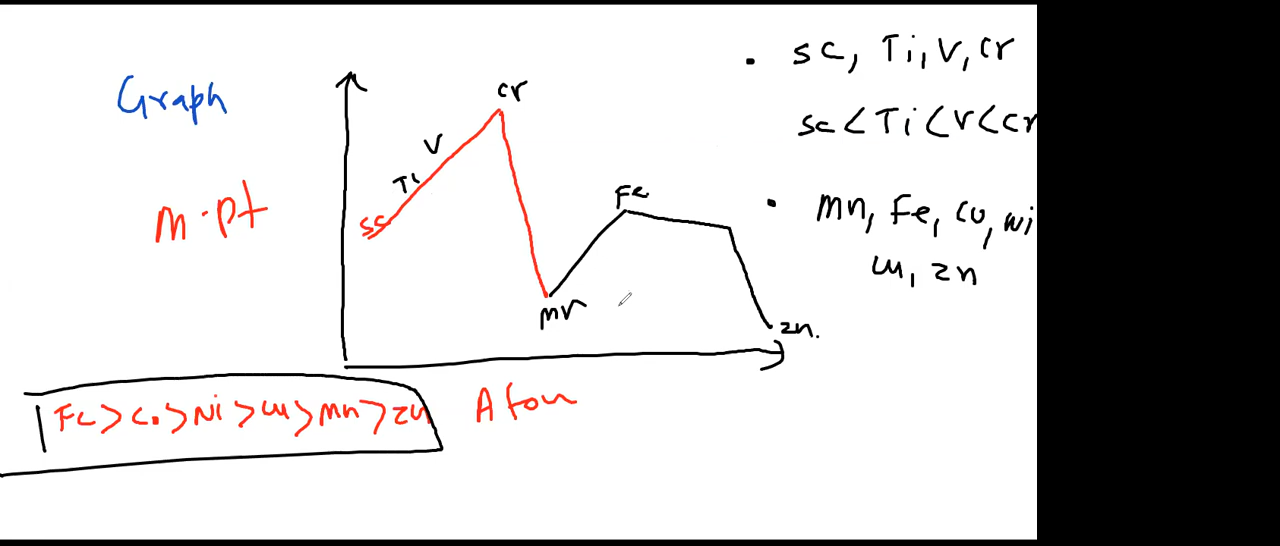 Graph
m.pt
Cr
V
Ti
Sc
mn
Fe
zn.
Atom
Fe > Co > Ni > Cu > mn > zn
• Sc, Ti, V, Cr
Sc < Ti < V < Cr
• mn, Fe, Co, Ni
Cu, zn